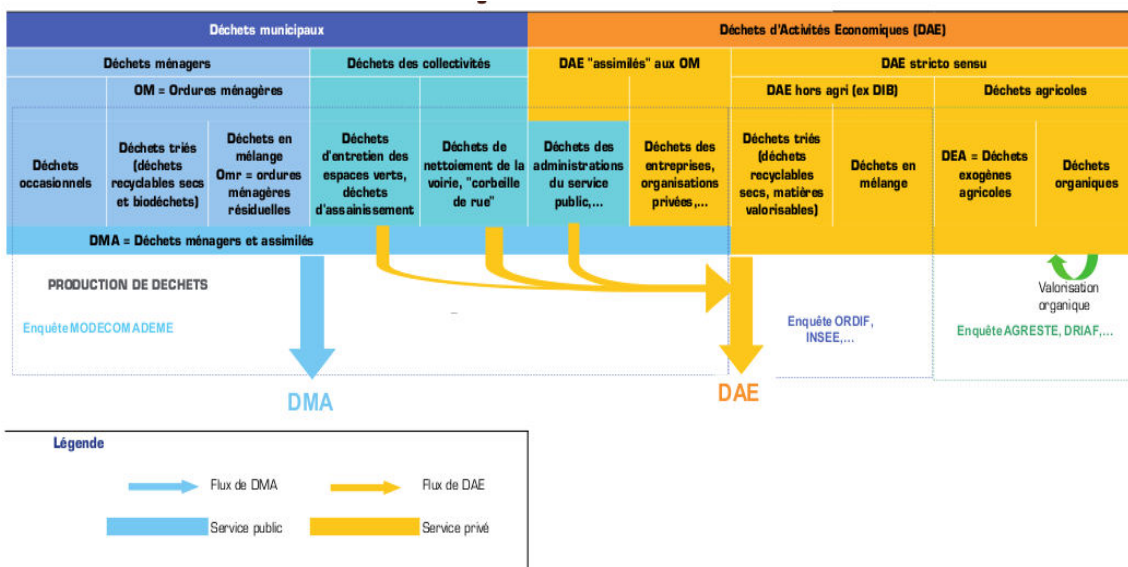 Déchets municipaux
Déchets d'Activités Economiques (DAE)
Déchets ménagers
Déchets des collectivités
DAE "assimilés" aux OM
DAE stricto sensu
OM = Ordures ménagères
DAE hors agri (ex DIB)
Déchets agricoles
Déchets
occasionnels
Déchets triés
(déchets
recyclables secs
et biodéchets)
Déchets en
mélange
Omr = ordures
ménagères
résiduelles
Déchets
d'entretien des
espaces verts,
déchets
d'assainissement
Déchets de
nettoiement de la
voirie, "corbeille
de rue"
Déchets des
administrations
du service
public,...
Déchets des
entreprises,
organisations
privées,...
Déchets triés
(déchets
recyclables
secs, matières
valorisables)
Déchets en
mélange
DEA = Déchets
exogènes
agricoles
Déchets
organiques
DMA = Déchets ménagers et assimilés
PRODUCTION DE DECHETS
Valorisation
organique
Enquête MODECOM ADEME
Enquête ORDIF,
INSEE,...
Enquête AGRESTE, DRIAF,...
DMA
DAE
Légende
Flux de DMA
Flux de DAE
Service public
Service privé